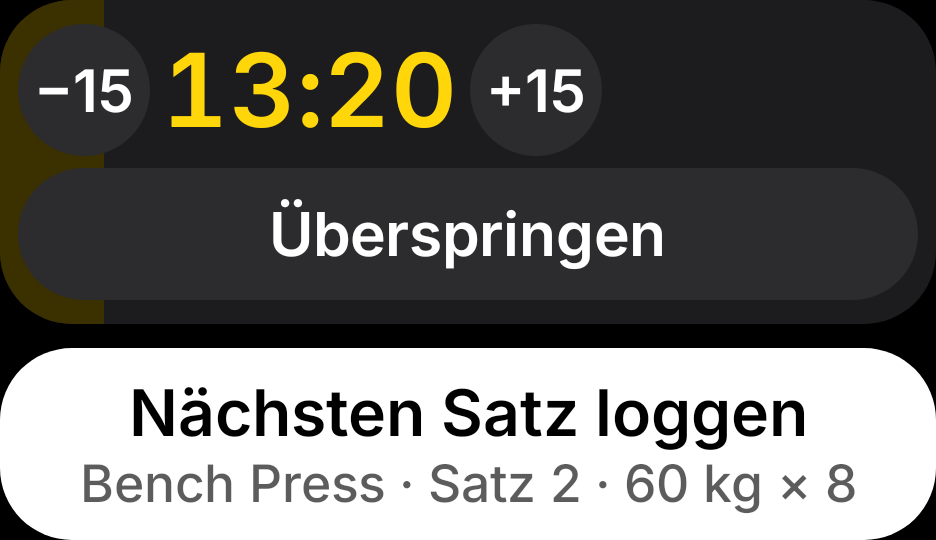 −15 13:20 +15
Überspringen
Nächsten Satz loggen
Bench Press · Satz 2 · 60 kg × 8